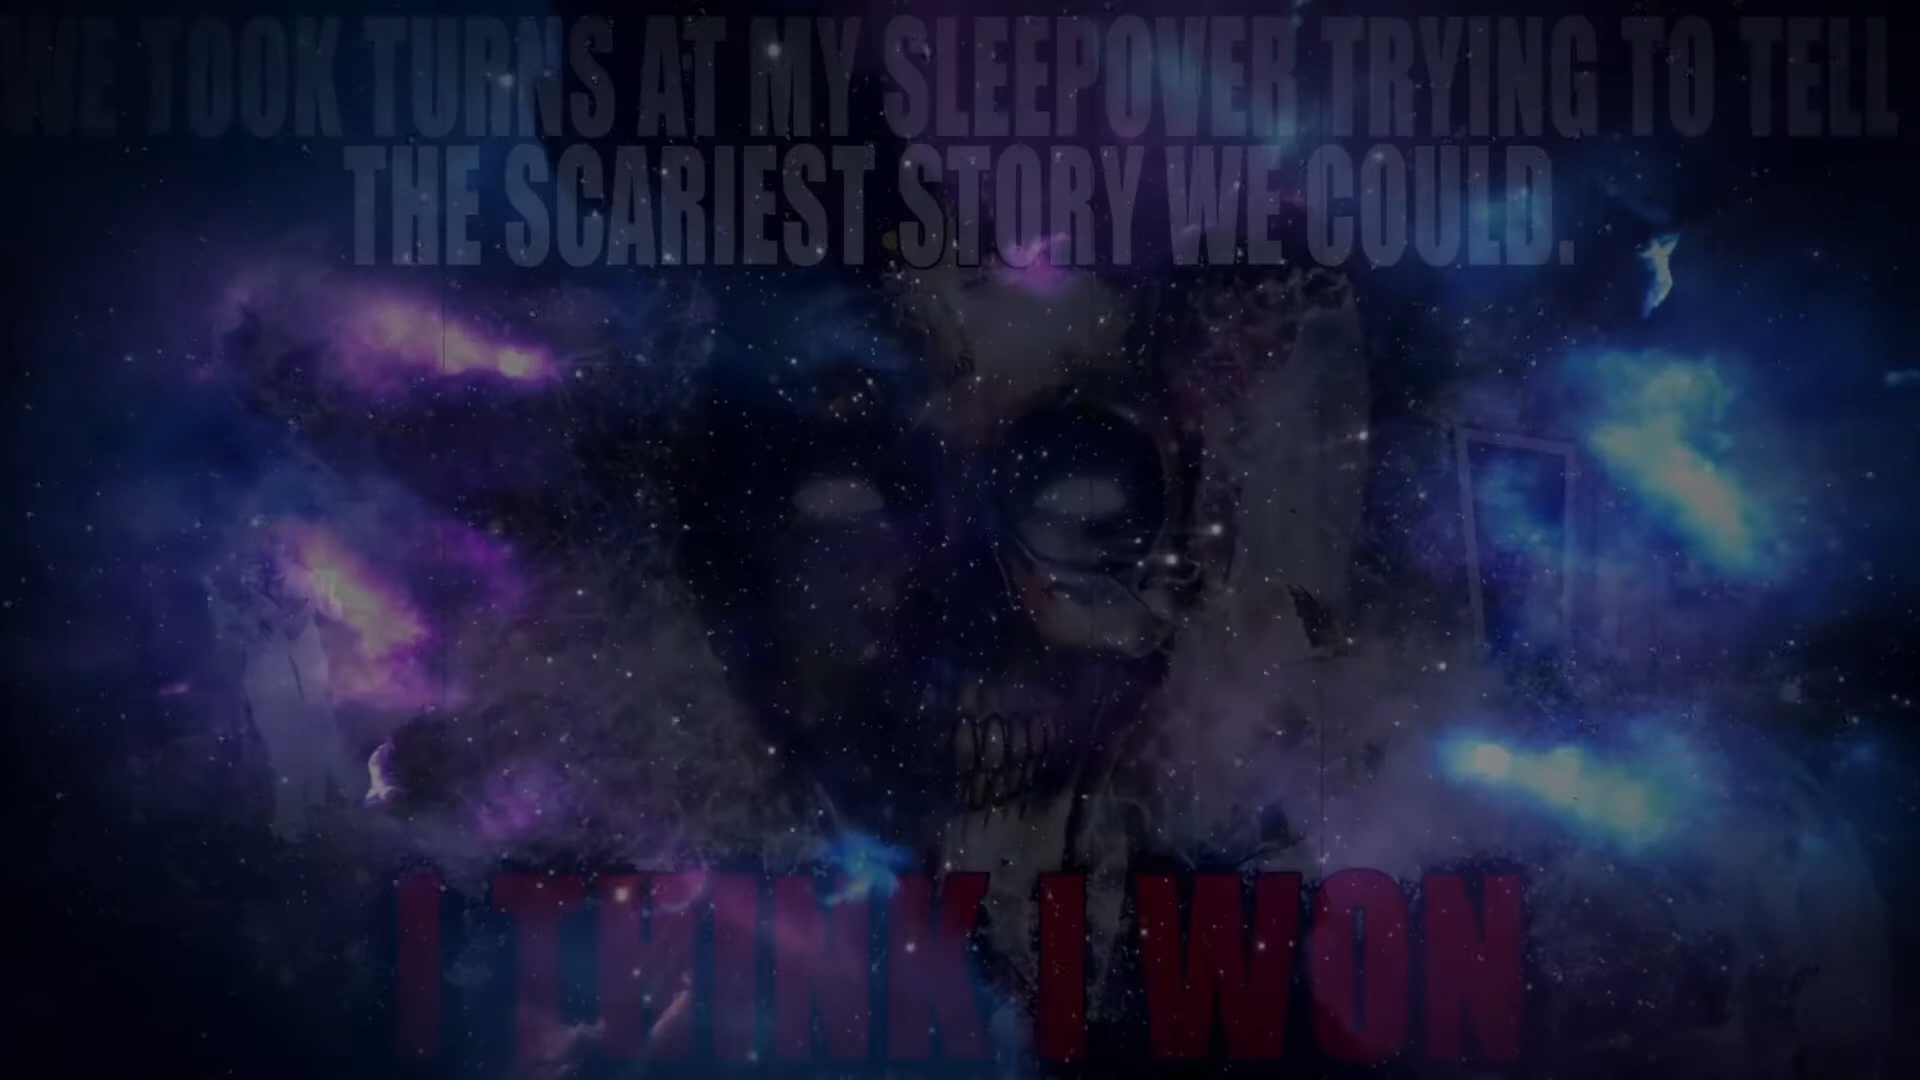 WE TOOK TURNS AT MY SLEEPOVER TRYING TO TELL
THE SCARIEST STORY WE COULD.
I THINK I WON